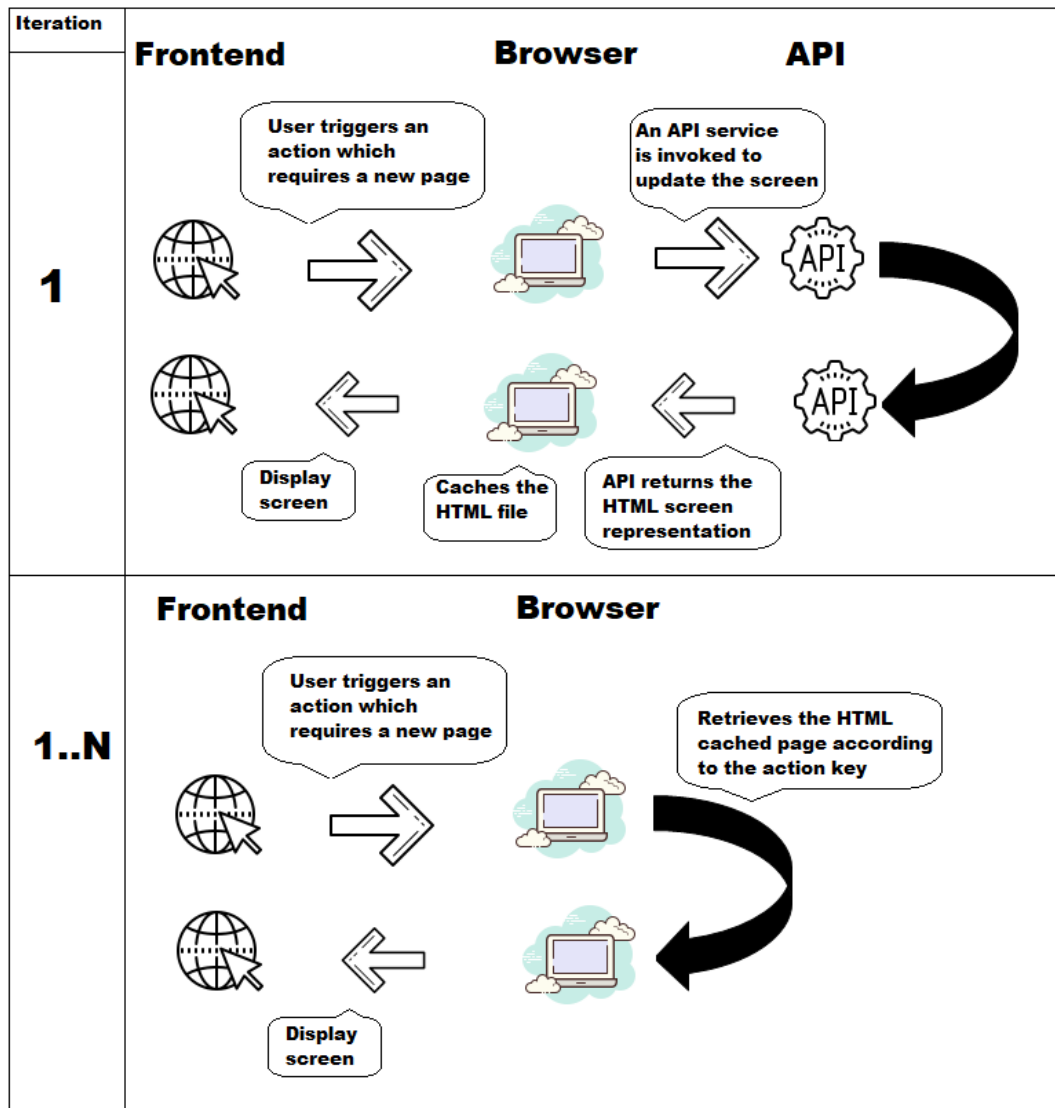 Iteration
Frontend
Browser
API
1
User triggers an
action which
requires a new page
An API service
is invoked to
update the screen
API
API
Display
screen
Caches the
HTML file
API returns the
HTML screen
representation
Frontend
Browser
1..N
User triggers an
action which
requires a new page
Retrieves the HTML
cached page according
to the action key
Display
screen